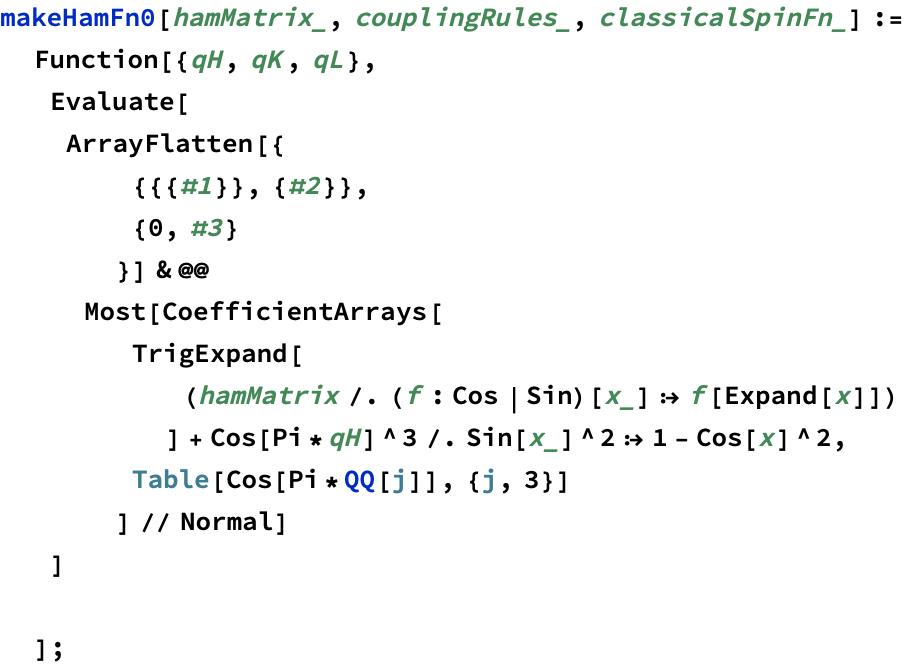 makeHamFn0[hamMatrix_, couplingRules_, classicalSpinFn_] :=
Function[{qH, qK, qL},
Evaluate[
ArrayFlatten[{
{{{#1}}, {#2}},
{0, #3}
}] & @@
Most[CoefficientArrays[
TrigExpand[
(hamMatrix /. (f : Cos | Sin)[x_] :→ f[Expand[x]])
] + Cos[Pi * qH] ^ 3 /. Sin[x_] ^ 2 :→ 1 - Cos[x] ^ 2,
Table[Cos[Pi * QQ[j]], {j, 3}]
] // Normal]
]
];